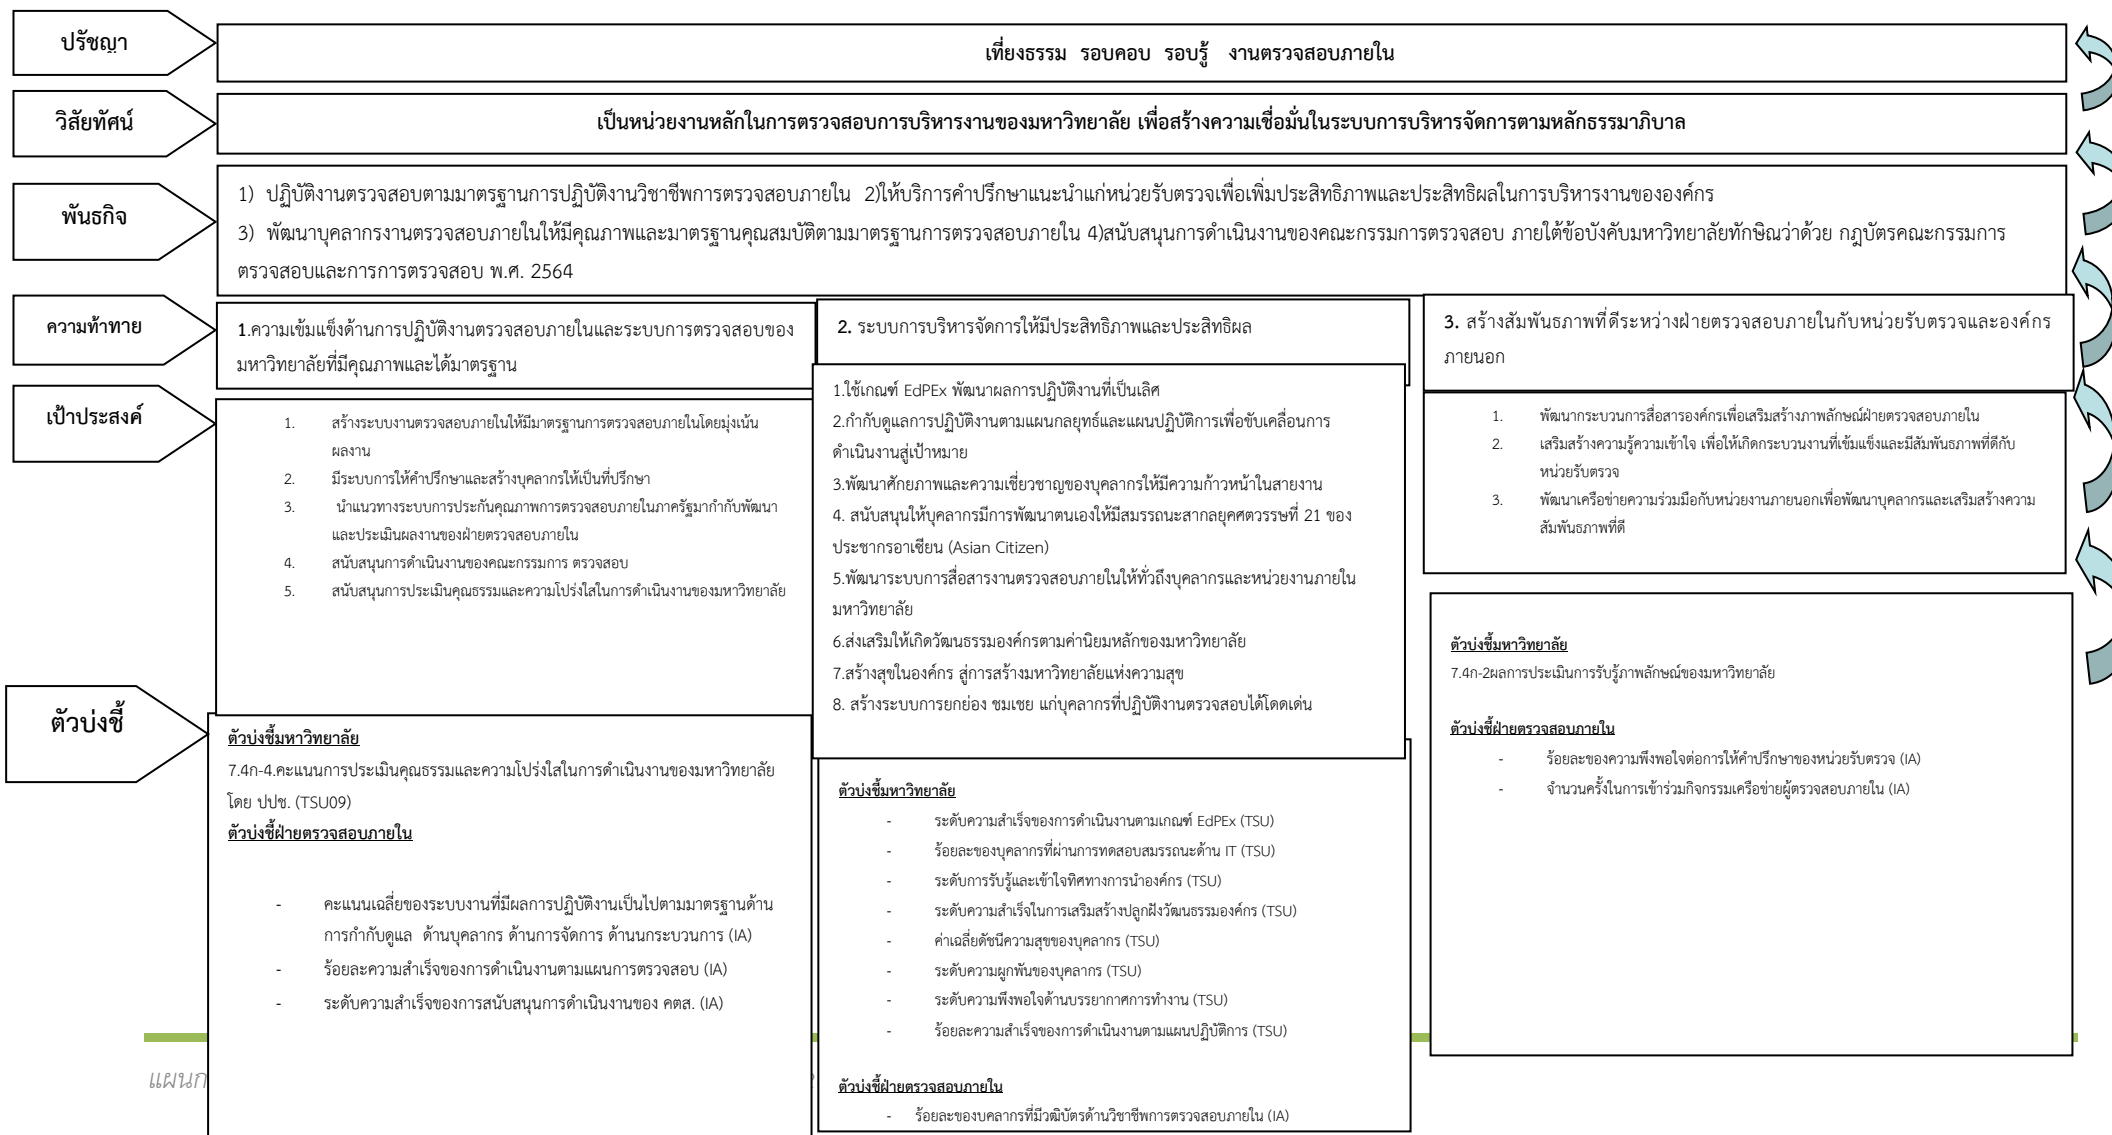 ปรัชญา
เที่ยงธรรม รอบคอบ รอบรู้ งานตรวจสอบภายใน
วิสัยทัศน์
เป็นหน่วยงานหลักในการตรวจสอบการบริหารงานของมหาวิทยาลัย เพื่อสร้างความเชื่อมั่นในระบบการบริหารจัดการตามหลักธรรมาภิบาล
พันธกิจ
1) ปฏิบัติงานตรวจสอบตามมาตรฐานการปฏิบัติงานวิชาชีพการตรวจสอบภายใน 2)ให้บริการคำปรึกษาแนะนำแก่หน่วยรับตรวจเพื่อเพิ่มประสิทธิภาพและประสิทธิผลในการบริหารงานขององค์กร
3) พัฒนาบุคลากรงานตรวจสอบภายในให้มีคุณภาพและมาตรฐานคุณสมบัติตามมาตรฐานการตรวจสอบภายใน 4)สนับสนุนการดำเนินงานของคณะกรรมการตรวจสอบ ภายใต้ข้อบังคับมหาวิทยาลัยทักษิณว่าด้วย กฎบัตรคณะกรรมการ
ตรวจสอบและการการตรวจสอบ พ.ศ. 2564
ความท้าทาย
1.ความเข้มแข็งด้านการปฏิบัติงานตรวจสอบภายในและระบบการตรวจสอบของ
มหาวิทยาลัยที่มีคุณภาพและได้มาตรฐาน
2. ระบบการบริหารจัดการให้มีประสิทธิภาพและประสิทธิผล
3. สร้างสัมพันธภาพที่ดีระหว่างฝ่ายตรวจสอบภายในกับหน่วยรับตรวจและองค์กร
ภายนอก
เป้าประสงค์
1. สร้างระบบงานตรวจสอบภายในให้มีมาตรฐานการตรวจสอบภายในโดยมุ่งเน้น
ผลงาน
2. มีระบบการให้คำปรึกษาและสร้างบุคลากรให้เป็นที่ปรึกษา
3. นำแนวทางระบบการประกันคุณภาพการตรวจสอบภายในภาครัฐมากำกับพัฒนา
และประเมินผลงานของฝ่ายตรวจสอบภายใน
4. สนับสนุนการดำเนินงานของคณะกรรมการ ตรวจสอบ
5. สนับสนุนการประเมินคุณธรรมและความโปร่งใสในการดำเนินงานของมหาวิทยาลัย
1.ใช้เกณฑ์ EdPEx พัฒนาผลการปฏิบัติงานที่เป็นเลิศ
2.กำกับดูแลการปฏิบัติงานตามแผนกลยุทธ์และแผนปฏิบัติการเพื่อขับเคลื่อนการ
ดำเนินงานสู่เป้าหมาย
3.พัฒนาศักยภาพและความเชี่ยวชาญของบุคลากรให้มีความก้าวหน้าในสายงาน
4. สนับสนุนให้บุคลากรมีการพัฒนาตนเองให้มีสมรรถนะสากลยุคศตวรรษที่ 21 ของ
ประชากรอาเซียน (Asian Citizen)
5.พัฒนาระบบการสื่อสารงานตรวจสอบภายในให้ทั่วถึงบุคลากรและหน่วยงานภายใน
มหาวิทยาลัย
6.ส่งเสริมให้เกิดวัฒนธรรมองค์กรตามค่านิยมหลักของมหาวิทยาลัย
7.สร้างสุขในองค์กร สู่การสร้างมหาวิทยาลัยแห่งความสุข
8. สร้างระบบการยกย่อง ชมเชย แก่บุคลากรที่ปฏิบัติงานตรวจสอบได้โดดเด่น
1. พัฒนากระบวนการสื่อสารองค์กรเพื่อเสริมสร้างภาพลักษณ์ฝ่ายตรวจสอบภายใน
2. เสริมสร้างความรู้ความเข้าใจ เพื่อให้เกิดกระบวนงานที่เข้มแข็งและมีสัมพันธภาพที่ดีกับ
หน่วยรับตรวจ
3. พัฒนาเครือข่ายความร่วมมือกับหน่วยงานภายนอกเพื่อพัฒนาบุคลากรและเสริมสร้างความ
สัมพันธภาพที่ดี
ตัวบ่งชี้
ตัวบ่งชี้มหาวิทยาลัย
7.4ก-4.คะแนนการประเมินคุณธรรมและความโปร่งใสในการดำเนินงานของมหาวิทยาลัย
โดย ปปช. (TSU09)
ตัวบ่งชี้ฝ่ายตรวจสอบภายใน
- คะแนนเฉลี่ยของระบบงานที่มีผลการปฏิบัติงานเป็นไปตามมาตรฐานด้าน
การกำกับดูแล ด้านบุคลากร ด้านการจัดการ ด้านนกระบวนการ (IA)
- ร้อยละความสำเร็จของการดำเนินงานตามแผนการตรวจสอบ (IA)
- ระดับความสำเร็จของการสนับสนุนการดำเนินงานของ คตส. (IA)
ตัวบ่งชี้มหาวิทยาลัย
- ระดับความสำเร็จของการดำเนินงานตามเกณฑ์ EdPEx (TSU)
- ร้อยละของบุคลากรที่ผ่านการทดสอบสมรรถนะด้าน IT (TSU)
- ระดับการรับรู้และเข้าใจทิศทางการนำองค์กร (TSU)
- ระดับความสำเร็จในการเสริมสร้างปลูกฝังวัฒนธรรมองค์กร (TSU)
- ค่าเฉลี่ยดัชนีความสุขของบุคลากร (TSU)
- ระดับความผูกพันของบุคลากร (TSU)
- ระดับความพึงพอใจด้านบรรยากาศการทำงาน (TSU)
- ร้อยละความสำเร็จของการดำเนินงานตามแผนปฏิบัติการ (TSU)
ตัวบ่งชี้ฝ่ายตรวจสอบภายใน
- ร้อยละของบุคลากรที่มีวุฒิบัตรด้านวิชาชีพการตรวจสอบภายใน (IA)
ตัวบ่งชี้มหาวิทยาลัย
7.4ก-2ผลการประเมินการรับรู้ภาพลักษณ์ของมหาวิทยาลัย
ตัวบ่งชี้ฝ่ายตรวจสอบภายใน
- ร้อยละของความพึงพอใจต่อการให้คำปรึกษาของหน่วยรับตรวจ (IA)
- จำนวนครั้งในการเข้าร่วมกิจกรรมเครือข่ายผู้ตรวจสอบภายใน (IA)
แผนก